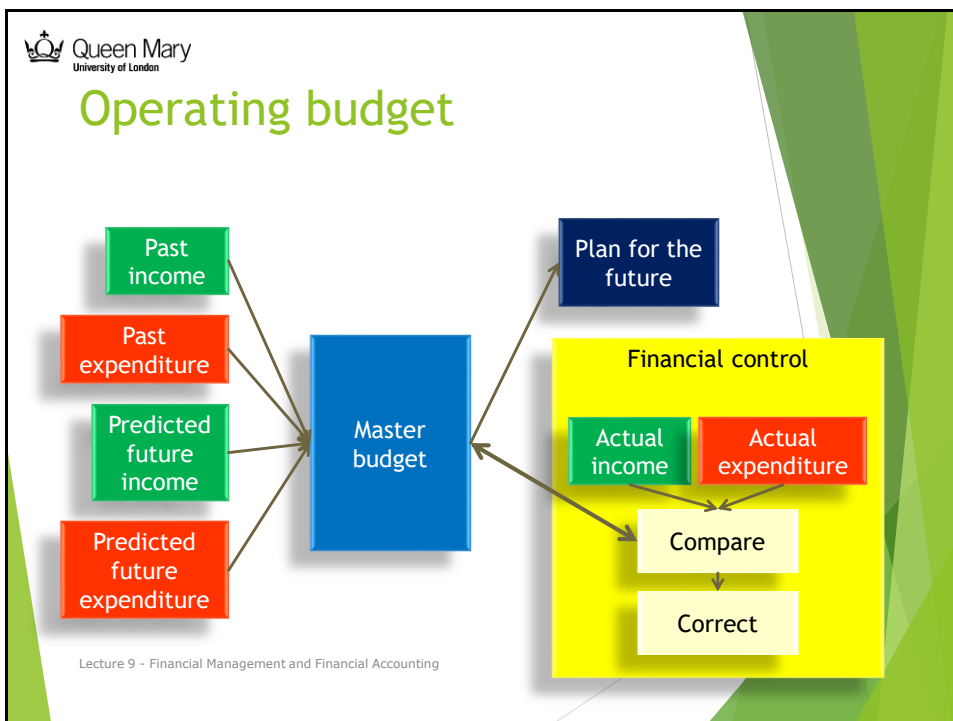 Queen Mary
University of London
Operating budget
Past
income
Past
expenditure
Predicted
future
income
Predicted
future
expenditure
Master
budget
Plan for the
future
Financial control
Actual
income
Actual
expenditure
Compare
Correct
Lecture 9 - Financial Management and Financial Accounting